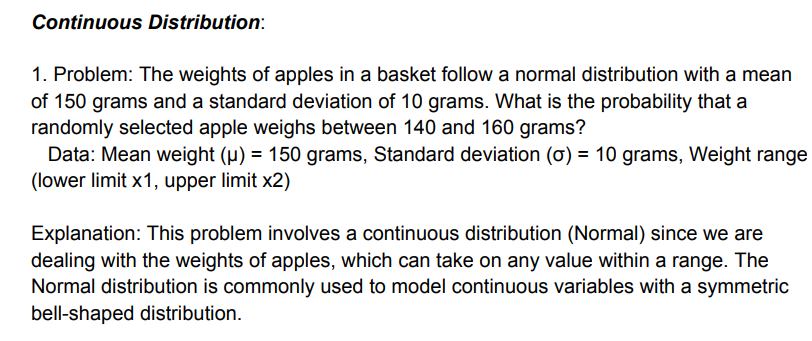 Continuous Distribution:
1. Problem: The weights of apples in a basket follow a normal distribution with a mean
of 150 grams and a standard deviation of 10 grams. What is the probability that a
randomly selected apple weighs between 140 and 160 grams?
Data: Mean weight (μ) = 150 grams, Standard deviation (σ) = 10 grams, Weight range
(lower limit x1, upper limit x2)
Explanation: This problem involves a continuous distribution (Normal) since we are
dealing with the weights of apples, which can take on any value within a range. The
Normal distribution is commonly used to model continuous variables with a symmetric
bell-shaped distribution.